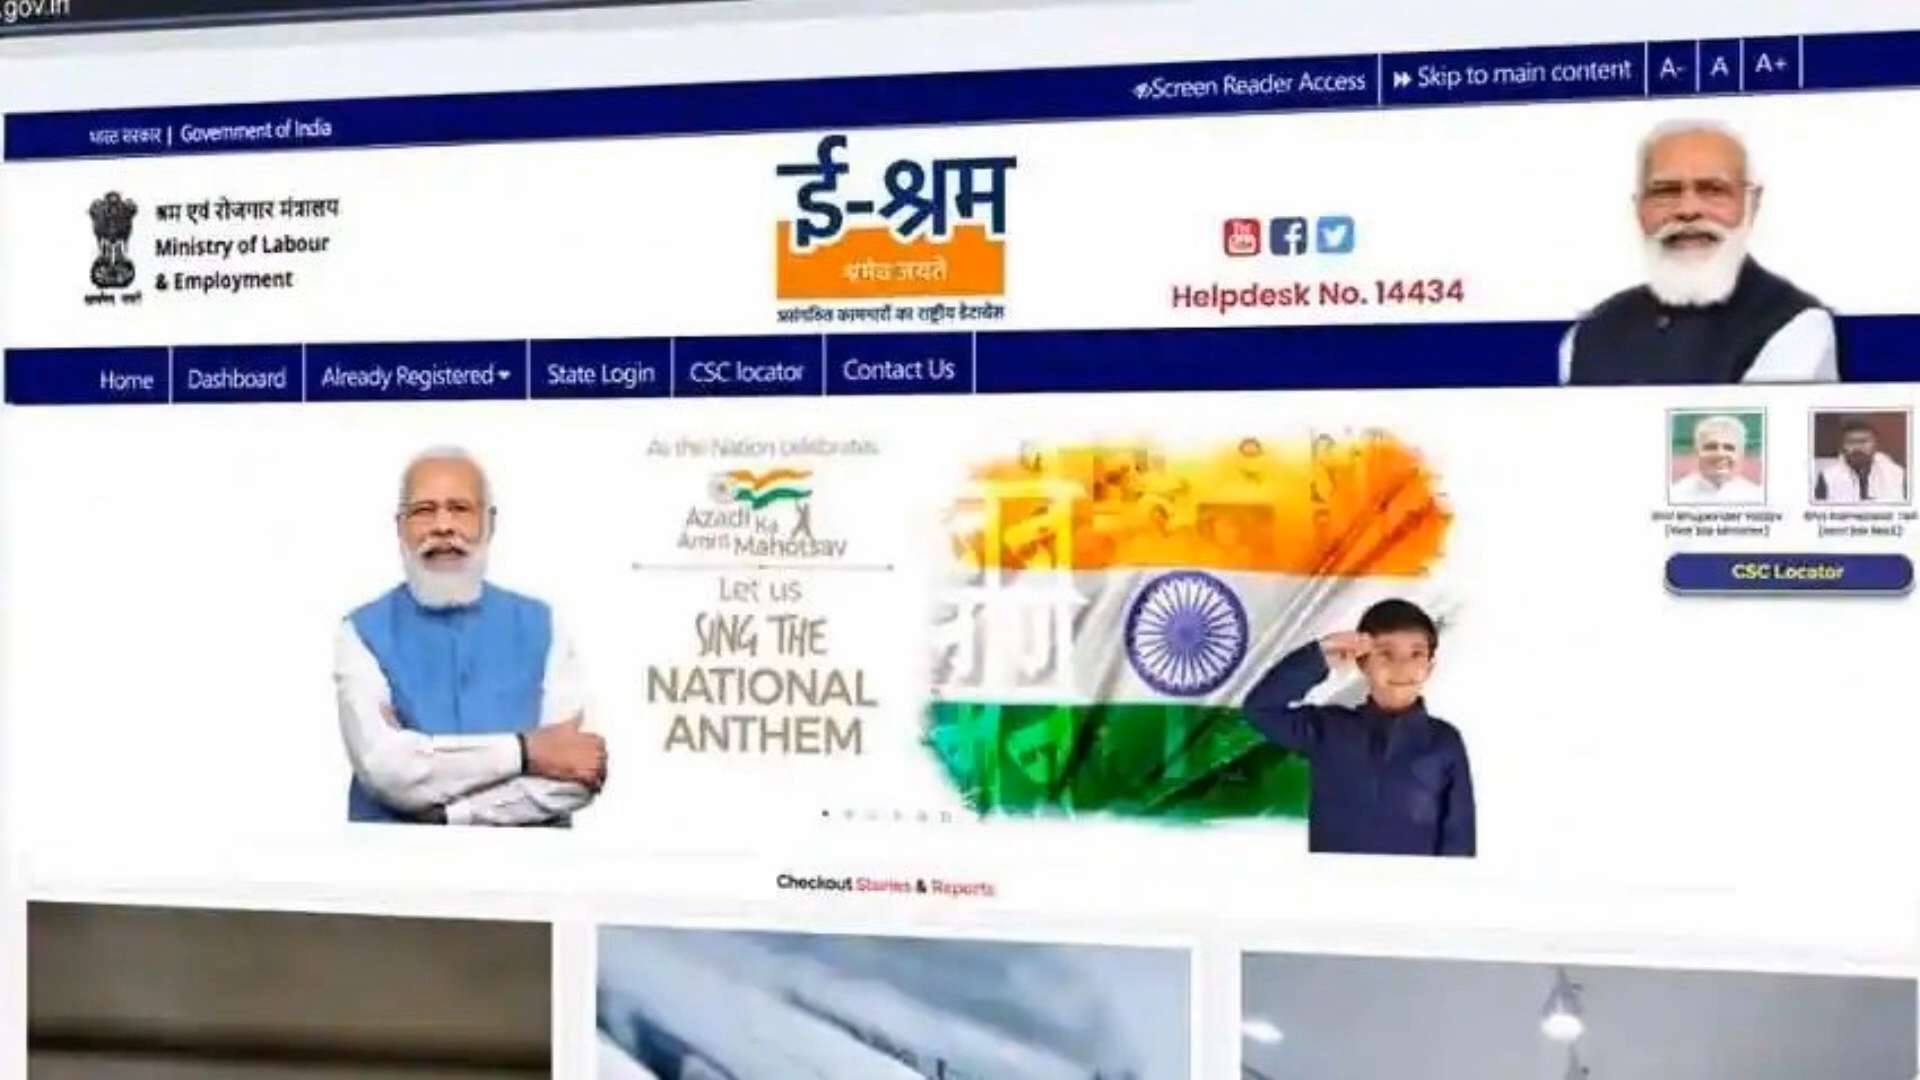 .gov.in
Screen Reader Access
Skip to main content
A-
A
A+
भारत सरकार | Government of India
श्रम एवं रोजगार मंत्रालय
Ministry of Labour
& Employment
ई-श्रम
श्रमेव जयते
असंगठित कामगारों का राष्ट्रीय डेटाबेस
You
Tube
Helpdesk No. 14434
Home
Dashboard
Already Registered
State Login
CSC locator
Contact Us
As the Nation celebrates
Azadi Ka
Amrit Mahotsav
Let us
SING THE
NATIONAL
ANTHEM
CSC Locator
Checkout Stories & Reports